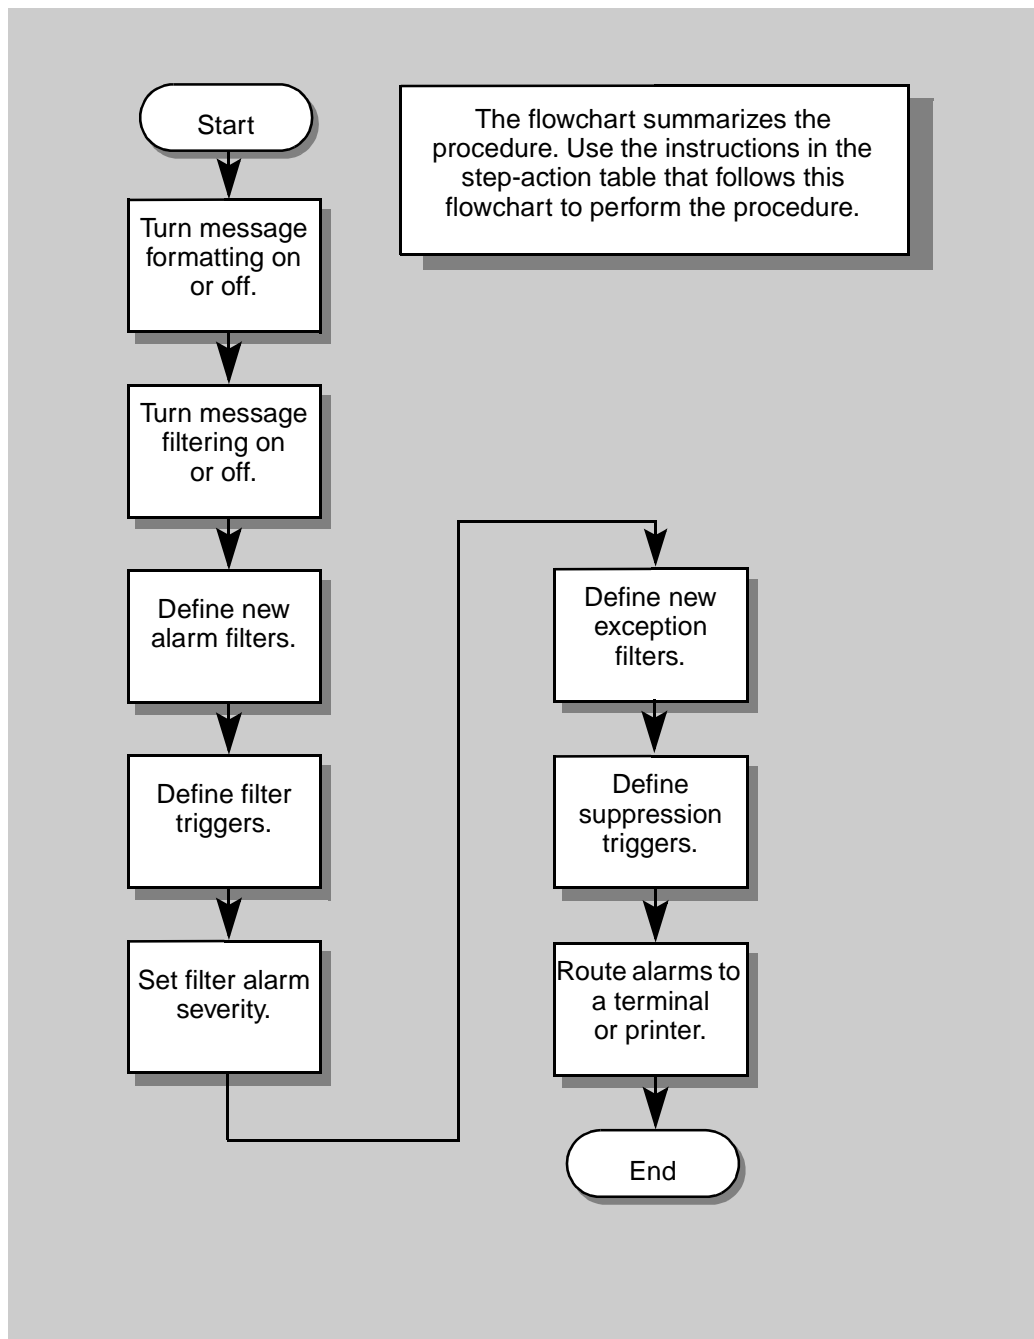 Start
The flowchart summarizes the
procedure. Use the instructions in the
step-action table that follows this
flowchart to perform the procedure.
Turn message
formatting on
or off.
Turn message
filtering on
or off.
Define new
alarm filters.
Define filter
triggers.
Set filter alarm
severity.
Define new
exception
filters.
Define
suppression
triggers.
Route alarms to
a terminal
or printer.
End